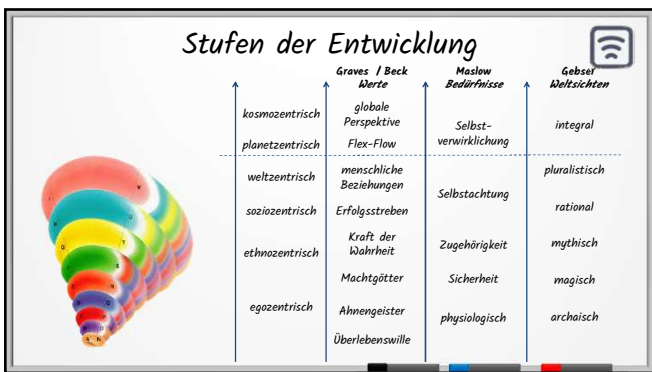 Stufen der Entwicklung
Graves / Beck
Werte
Maslow
Bedürfnisse
Gebser
Weltsichten
kosmozentrisch
planetzentrisch
weltzentrisch
soziozentrisch
ethnozentrisch
egozentrisch
globale
Perspektive
Flex-Flow
menschliche
Beziehungen
Erfolgsstreben
Kraft der
Wahrheit
Machtgötter
Ahnengeister
Überlebenswille
Selbst-
verwirklichung
Selbstachtung
Zugehörigkeit
Sicherheit
physiologisch
integral
pluralistisch
rational
mythisch
magisch
archaisch